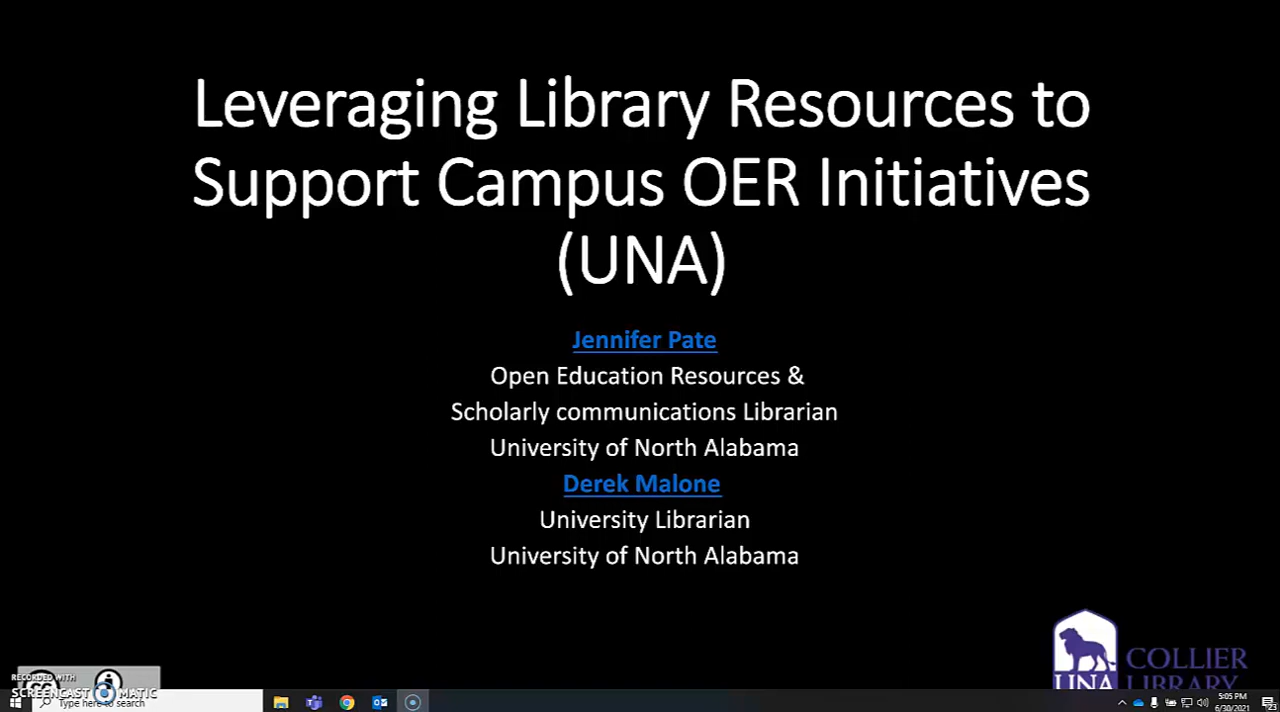 Leveraging Library Resources to
Support Campus OER Initiatives
(UNA)
Jennifer Pate
Open Education Resources &
Scholarly communications Librarian
University of North Alabama
Derek Malone
University Librarian
University of North Alabama
COLLIER
UNA LIBRARY
RECORDED WITH
SCREENCAST MATIC
Type here to search
5:05 PM
6/30/2021